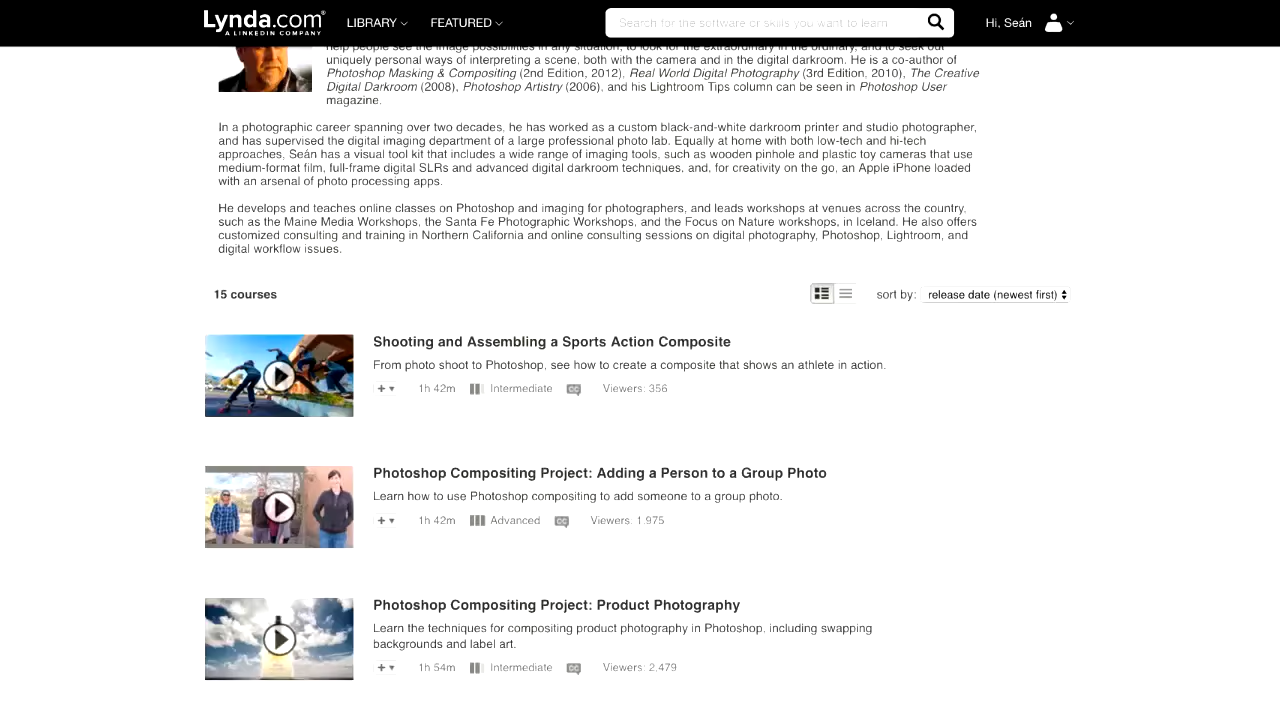 Lynda.com®
A LINKEDIN COMPANY
LIBRARY
FEATURED
Search for the software or skills you want to learn
Hi, Seán
help people see the image possibilities in any situation, to look for the extraordinary in the ordinary, and to seek out
uniquely personal ways of interpreting a scene, both with the camera and in the digital darkroom. He is a co-author of
Photoshop Masking & Compositing (2nd Edition, 2012), Real World Digital Photography (3rd Edition, 2010), The Creative
Digital Darkroom (2008), Photoshop Artistry (2006), and his Lightroom Tips column can be seen in Photoshop User
magazine.
In a photographic career spanning over two decades, he has worked as a custom black-and-white darkroom printer and studio photographer,
and has supervised the digital imaging department of a large professional photo lab. Equally at home with both low-tech and hi-tech
approaches, Seán has a visual tool kit that includes a wide range of imaging tools, such as wooden pinhole and plastic toy cameras that use
medium-format film, full-frame digital SLRs and advanced digital darkroom techniques, and, for creativity on the go, an Apple iPhone loaded
with an arsenal of photo processing apps.
He develops and teaches online classes on Photoshop and imaging for photographers, and leads workshops at venues across the country,
such as the Maine Media Workshops, the Santa Fe Photographic Workshops, and the Focus on Nature workshops, in Iceland. He also offers
customized consulting and training in Northern California and online consulting sessions on digital photography, Photoshop, Lightroom, and
digital workflow issues.
15 courses
sort by: release date (newest first)
Shooting and Assembling a Sports Action Composite
From photo shoot to Photoshop, see how to create a composite that shows an athlete in action.
1h 42m Intermediate CC Viewers: 356
Photoshop Compositing Project: Adding a Person to a Group Photo
Learn how to use Photoshop compositing to add someone to a group photo.
1h 42m Advanced CC Viewers: 1,975
Photoshop Compositing Project: Product Photography
Learn the techniques for compositing product photography in Photoshop, including swapping
backgrounds and label art.
1h 54m Intermediate CC Viewers: 2,479